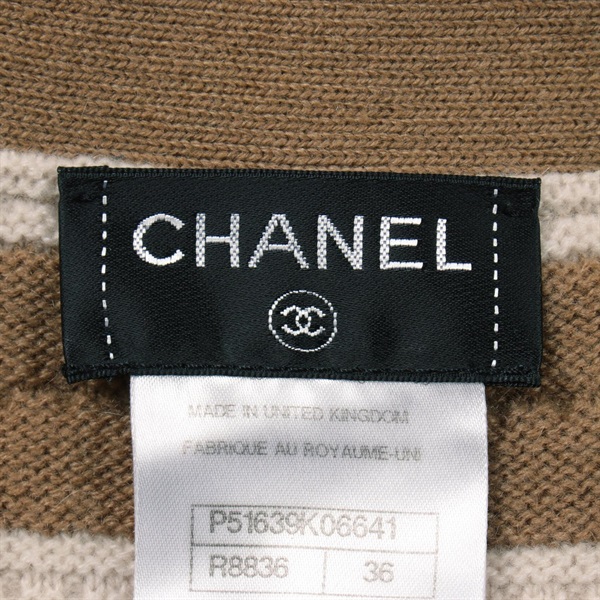 CHANEL
MADE IN UNITED KINGDOM
FABRIQUE AU ROYAUME-UNI
P51639K06641
R8836 36